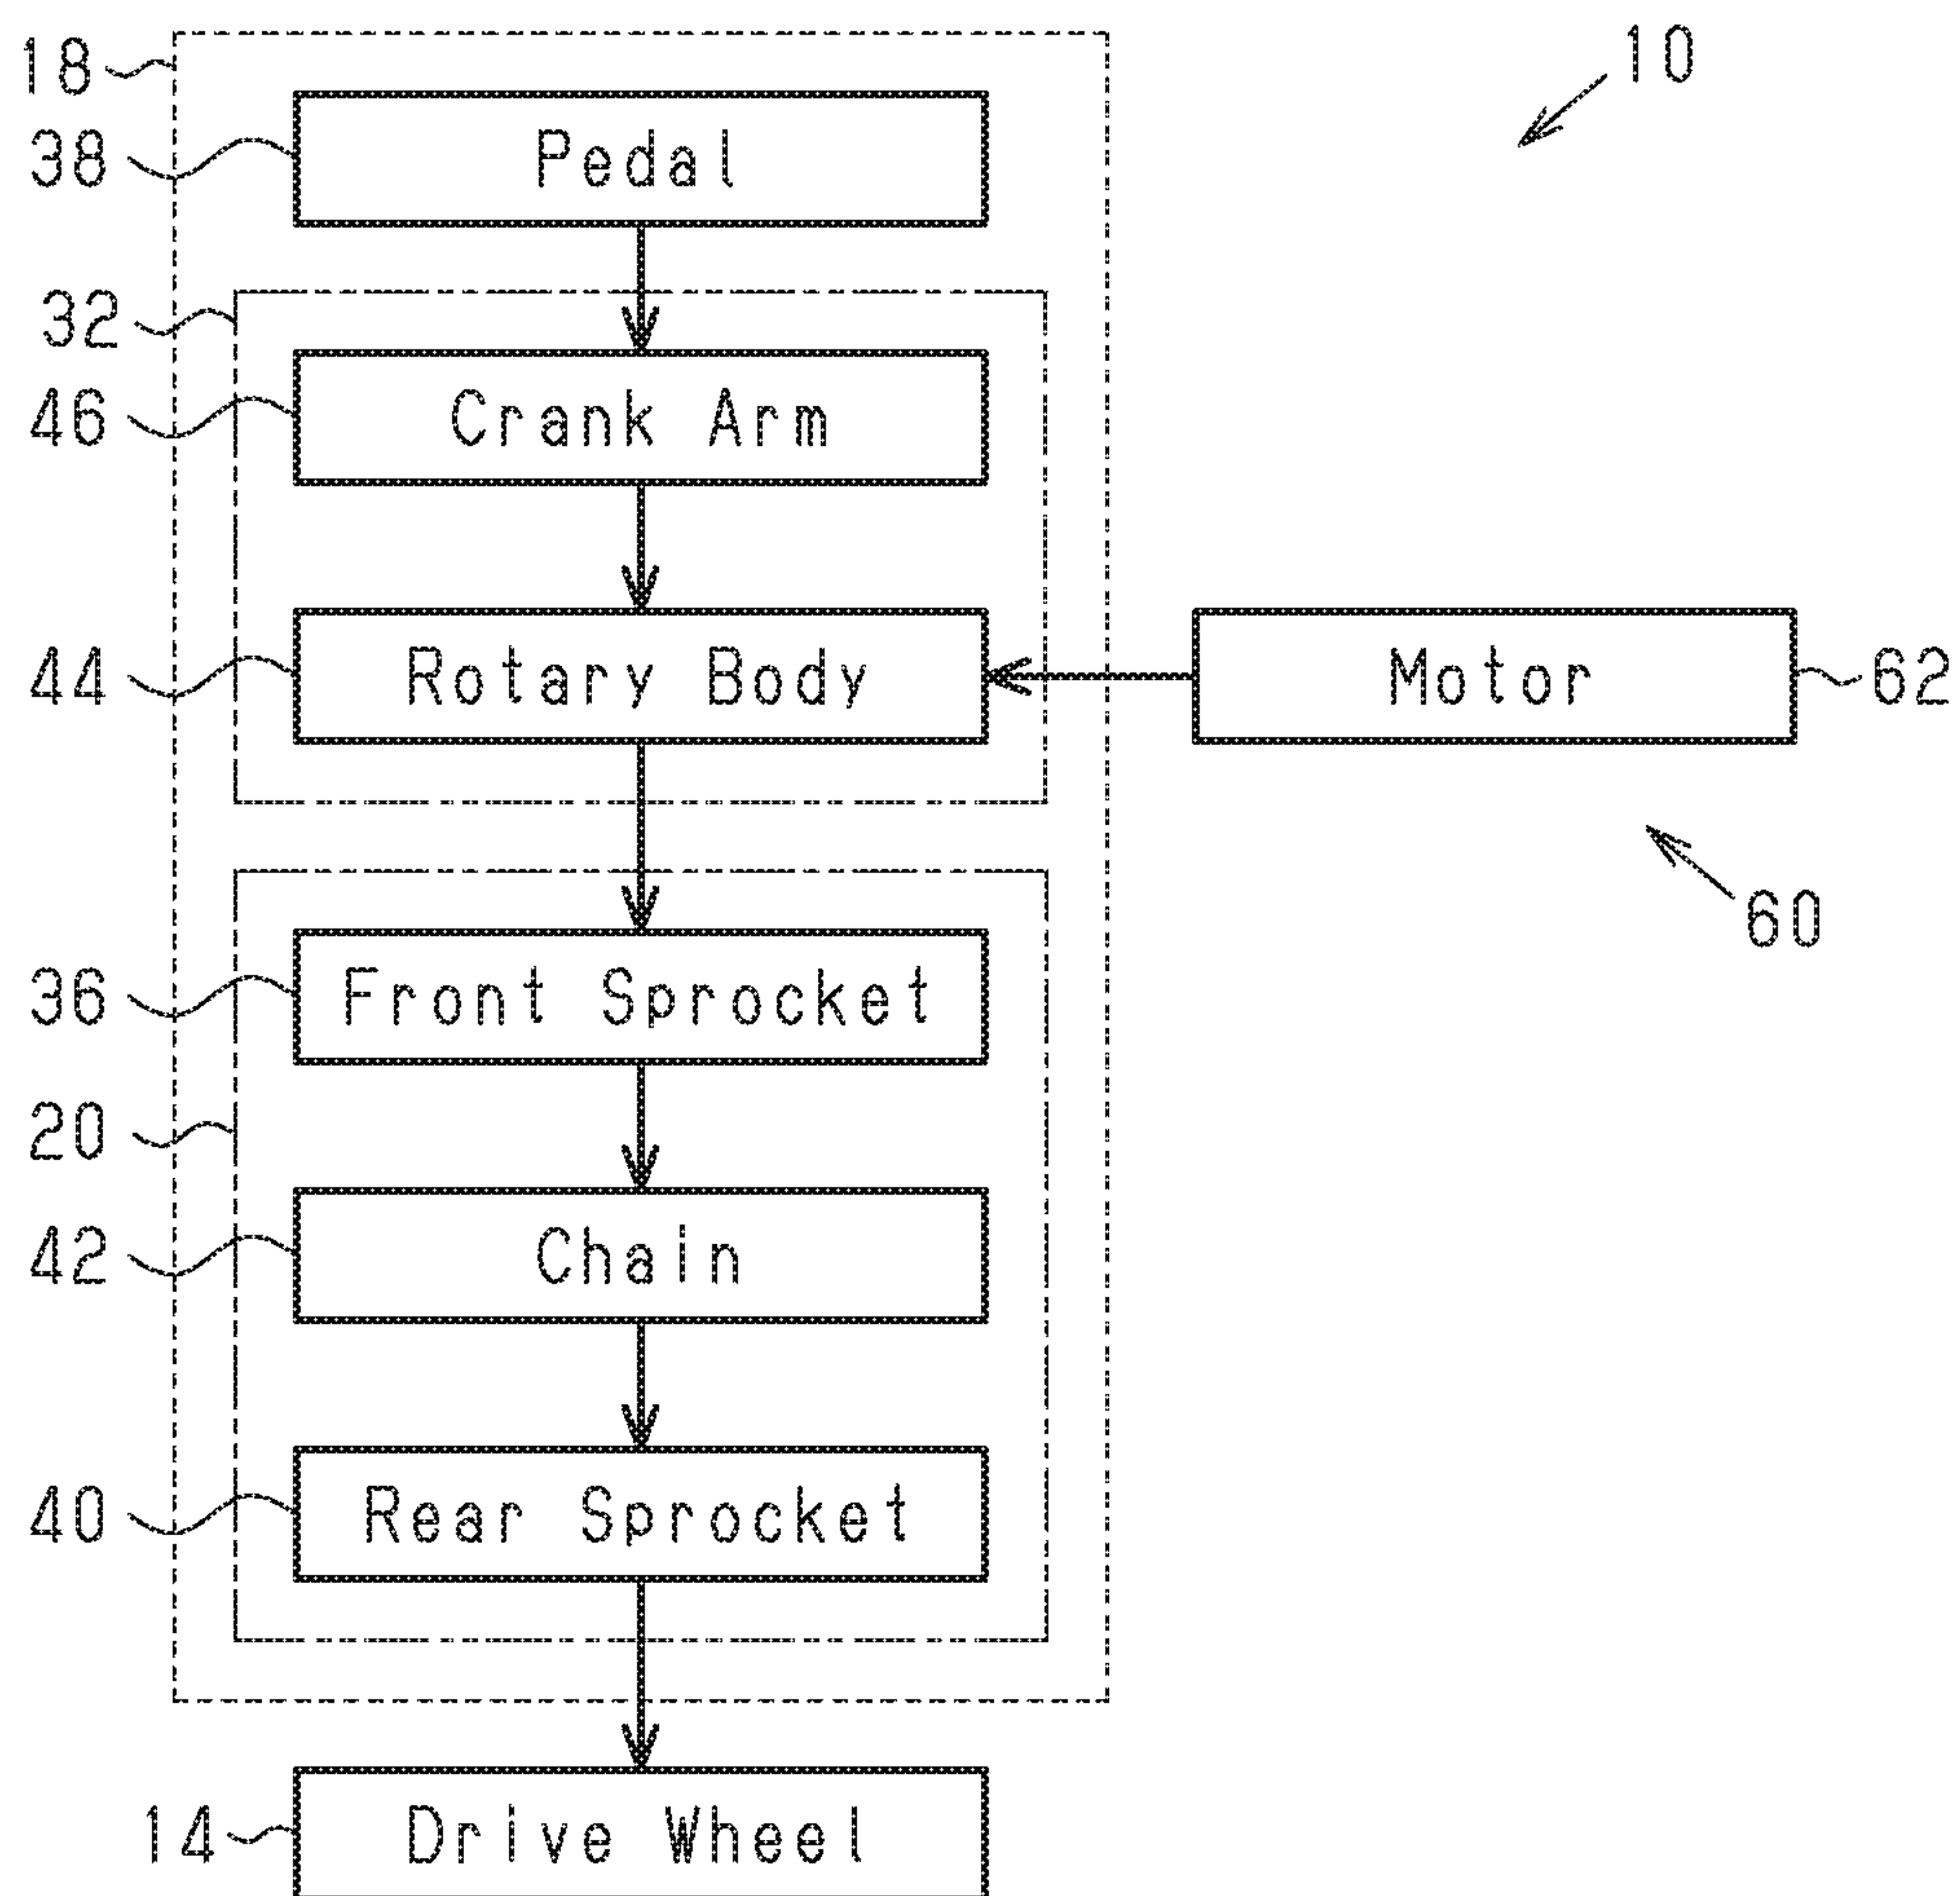 18
10
38 Pedal
32
46 Crank Arm
44 Rotary Body Motor 62
60
36 Front Sprocket
20
42 Chain
40 Rear Sprocket
14 Drive Wheel